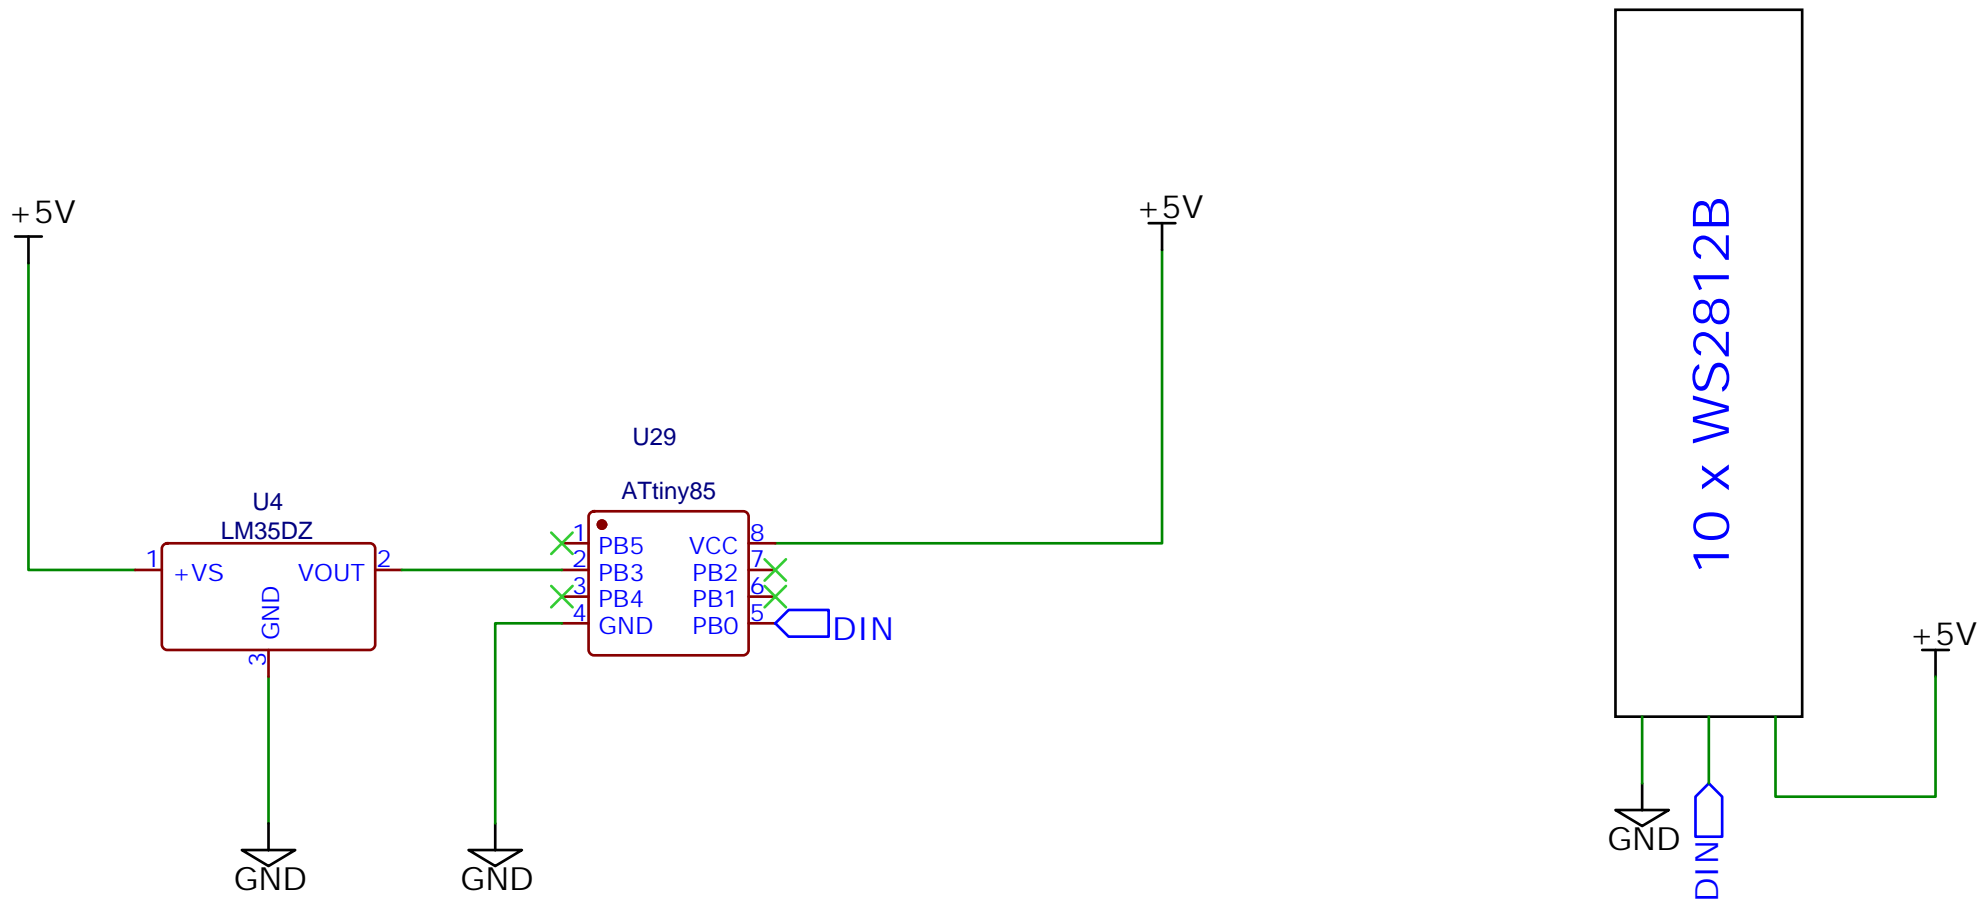 +5V
U4
LM35DZ
1
+VS
VOUT
2
GND
3
GND
U29
ATtiny85
1
PB5
2
PB3
3
PB4
4
GND
VCC
8
PB2
7
PB1
6
PB0
5
DIN
GND
+5V
10 x WS2812B
GND
DIN
+5V